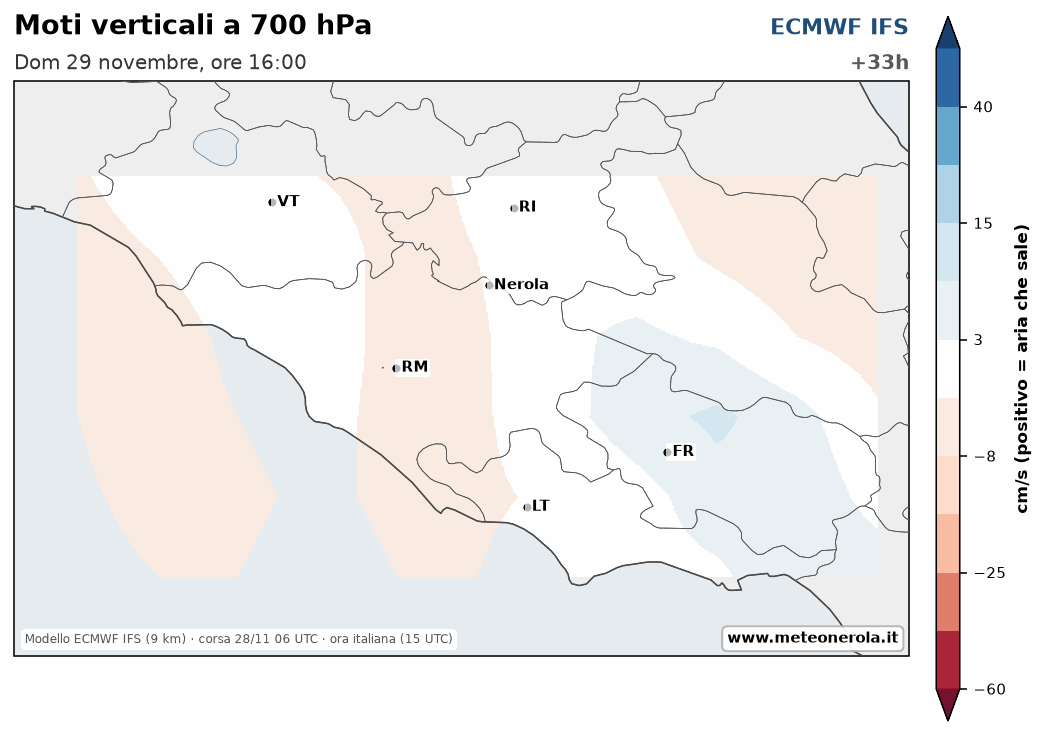 Moti verticali a 700 hPa
ECMWF IFS
Dom 29 novembre, ore 16:00
+33h
VT
RI
Nerola
RM
FR
LT
40
15
3
−8
−25
−60
cm/s (positivo = aria che sale)
Modello ECMWF IFS (9 km) · corsa 28/11 06 UTC · ora italiana (15 UTC)
www.meteonerola.it